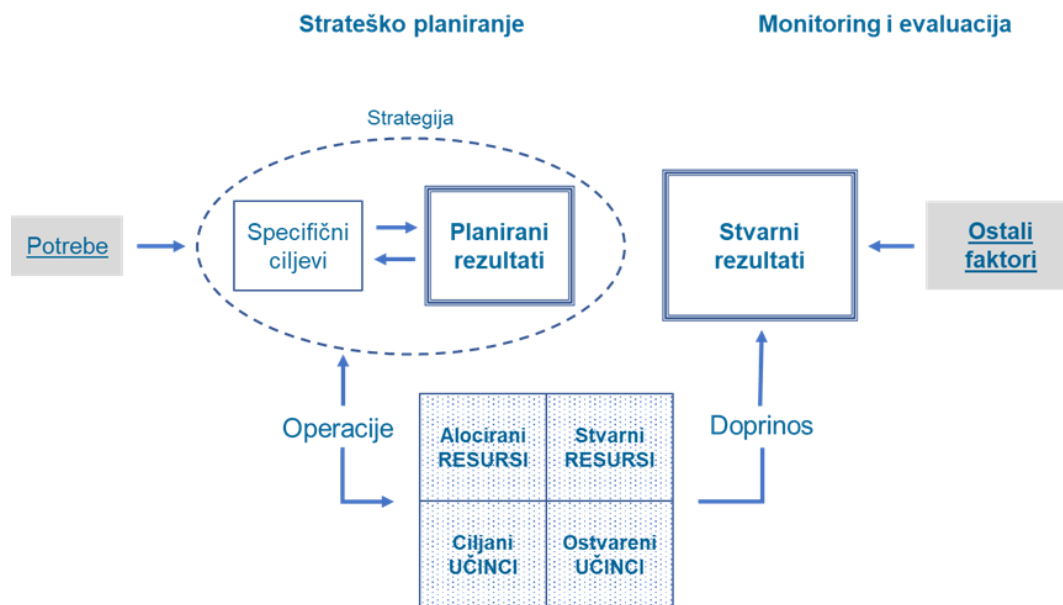 Strateško planiranje
Monitoring i evaluacija
Strategija
Potrebe
Specifični
ciljevi
Planirani
rezultati
Stvarni
rezultati
Ostali
faktori
Operacije
Alocirani
RESURSI
Stvarni
RESURSI
Doprinos
Ciljani
UČINCI
Ostvareni
UČINCI